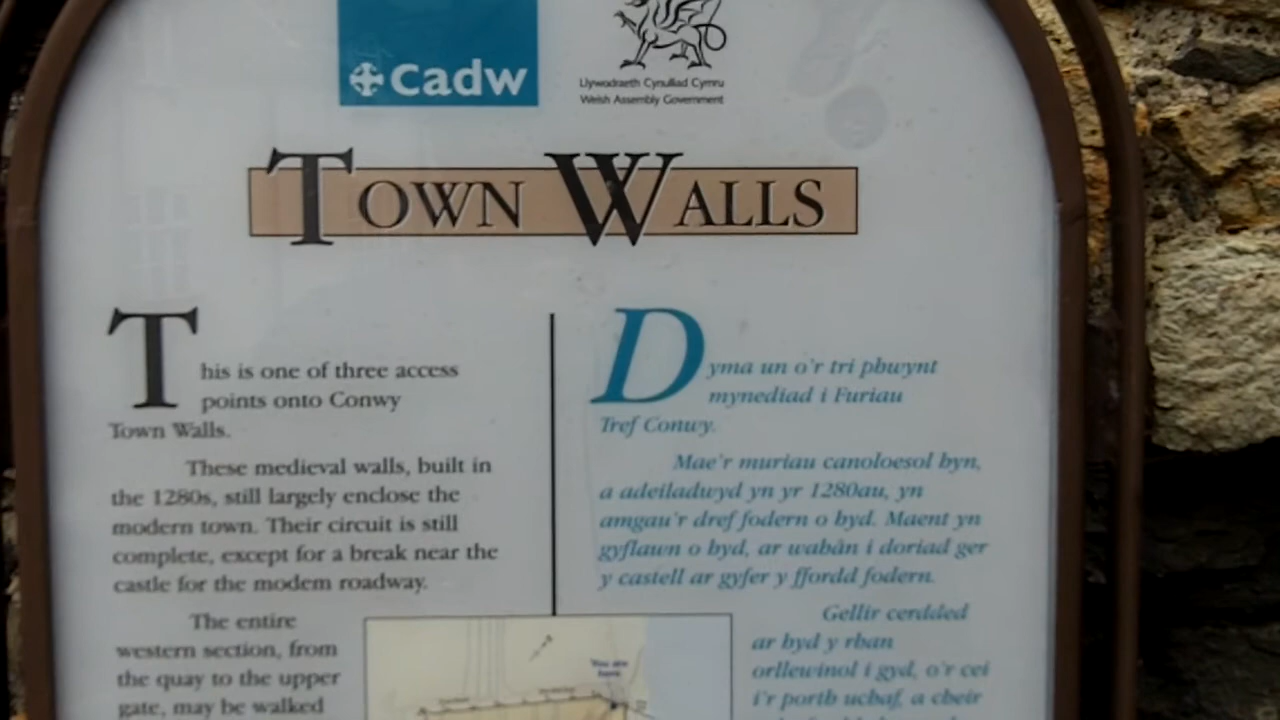 Cadw
Llywodraeth Cynulliad Cymru
Welsh Assembly Government
TOWN WALLS
This is one of three access
points onto Conwy
Town Walls.
These medieval walls, built in
the 1280s, still largely enclose the
modern town. Their circuit is still
complete, except for a break near the
castle for the modern roadway.
The entire
western section, from
the quay to the upper
gate, may be walked
Dyma un o'r tri phwynt
mynediad i Furiau
Tref Conwy.
Mae'r muriau canoloesol hyn,
a adeiladwyd yn yr 1280au, yn
amgau'r dref fodern o hyd. Maent yn
gyflawn o hyd, ar wahân i doriad ger
y castell ar gyfer y ffordd fodern.
Gellir cerdded
ar hyd y rhan
orllewinol i gyd, o'r cei
i'r porth uchaf, a cheir
You are
here